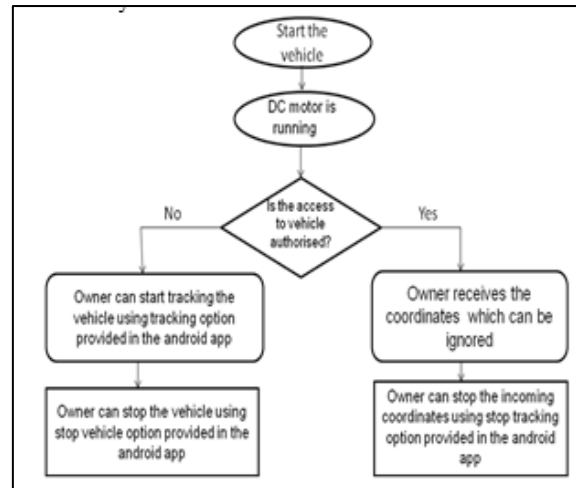 Start the
vehicle
DC motor is
running
Is the access
to vehicle
authorised?
No
Yes
Owner can start tracking the
vehicle using tracking option
provided in the android app
Owner receives the
coordinates which can be
ignored
Owner can stop the vehicle using
stop vehicle option provided in the
android app
Owner can stop the incoming
coordinates using stop tracking
option provided in the android
app